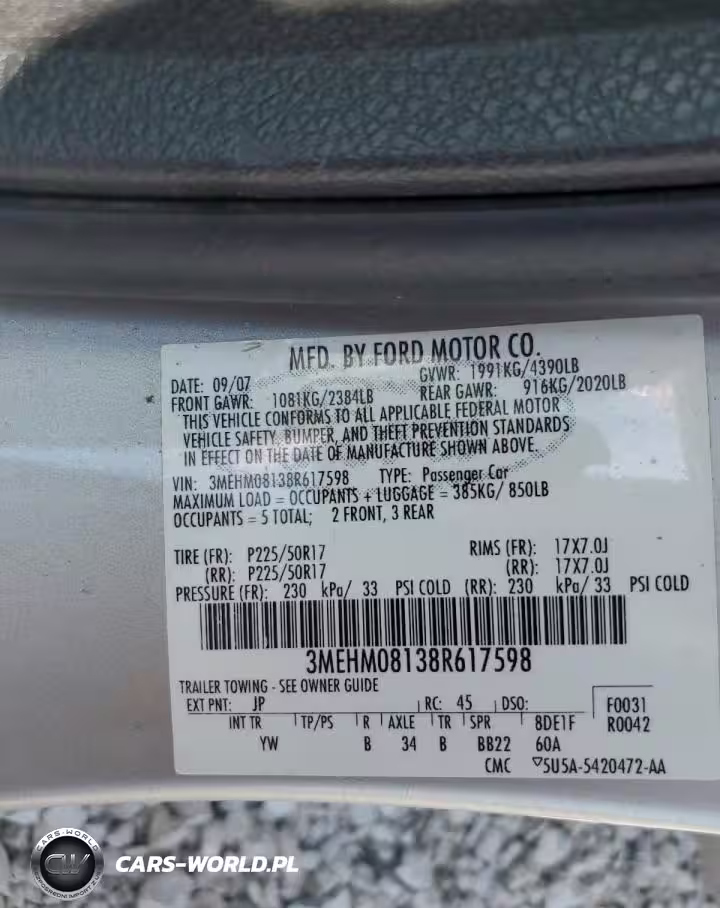 MFD. BY FORD MOTOR CO.
DATE: 09/07 GVWR: 1991KG/4390LB
FRONT GAWR: 1081KG/2384LB REAR GAWR: 916KG/2020LB
THIS VEHICLE CONFORMS TO ALL APPLICABLE FEDERAL MOTOR
VEHICLE SAFETY, BUMPER, AND THEFT PREVENTION STANDARDS
IN EFFECT ON THE DATE OF MANUFACTURE SHOWN ABOVE.
VIN: 3MEHM08138R617598 TYPE: Passenger Car
MAXIMUM LOAD = OCCUPANTS + LUGGAGE = 385KG/ 850LB
OCCUPANTS = 5 TOTAL; 2 FRONT, 3 REAR
TIRE (FR): P225/50R17 RIMS (FR): 17X7.0J
(RR): P225/50R17 (RR): 17X7.0J
PRESSURE (FR): 230 kPa/ 33 PSI COLD (RR): 230 kPa/ 33 PSI COLD
3MEHM08138R617598
TRAILER TOWING - SEE OWNER GUIDE
EXT PNT: JP RC: 45 DSO: F0031
INT TR TP/PS R AXLE TR SPR 8DE1F R0042
YW B 34 B BB22 60A
CMC 5U5A-5420472-AA
CARS-WORLD
CW
CARS-WORLD.PL